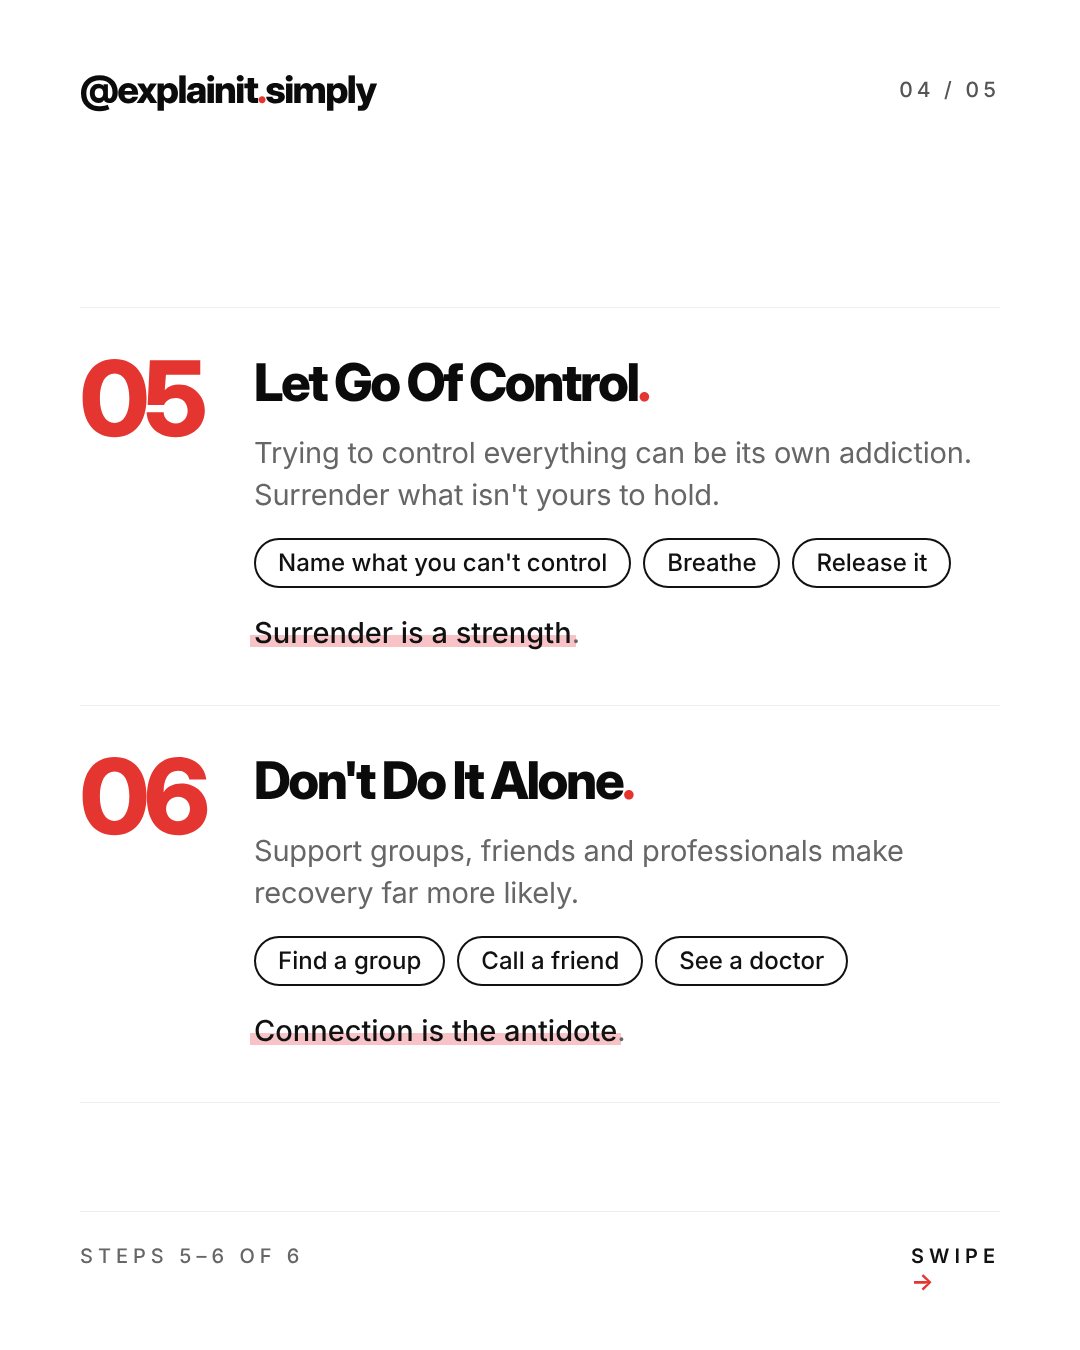 @explainit.simply
04 / 05
05
Let Go Of Control.
Trying to control everything can be its own addiction.
Surrender what isn't yours to hold.
Name what you can't control
Breathe
Release it
Surrender is a strength.
06
Don't Do It Alone.
Support groups, friends and professionals make
recovery far more likely.
Find a group
Call a friend
See a doctor
Connection is the antidote.
STEPS 5–6 OF 6
SWIPE
→